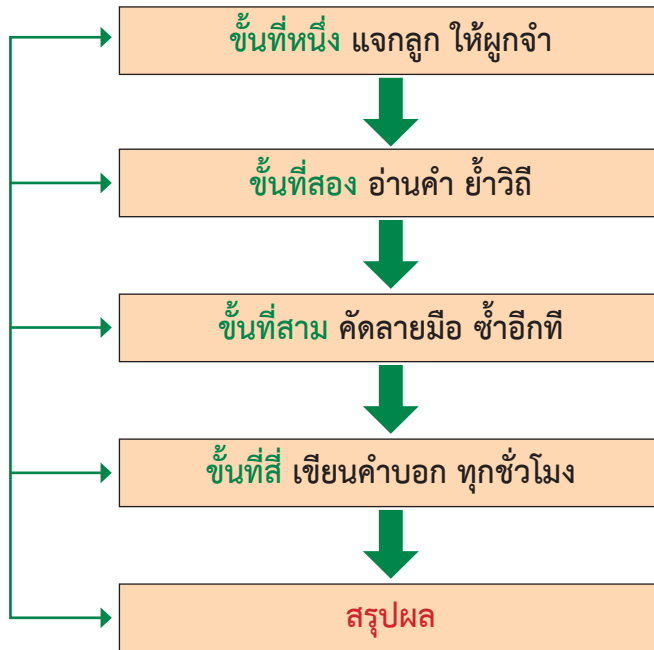 ขั้นที่หนึ่ง แจกลูก ให้ผูกจำ
ขั้นที่สอง อ่านคำ ย้ำวิถี
ขั้นที่สาม คัดลายมือ ซ้ำอีกที
ขั้นที่สี่ เขียนคำบอก ทุกชั่วโมง
สรุปผล